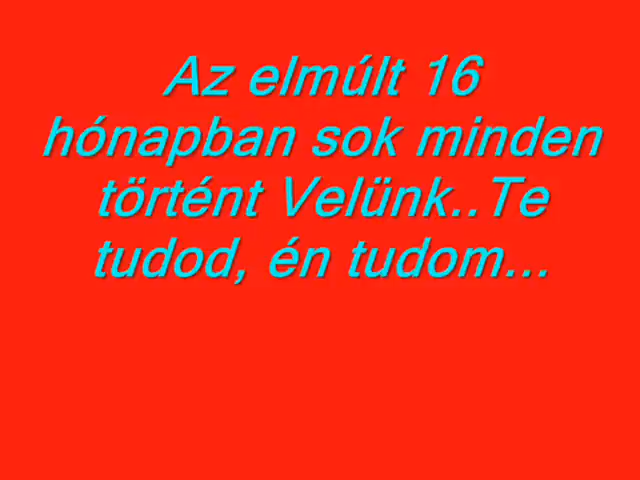 Az elmúlt 16
hónapban sok minden
történt Velünk..Te
tudod, én tudom...